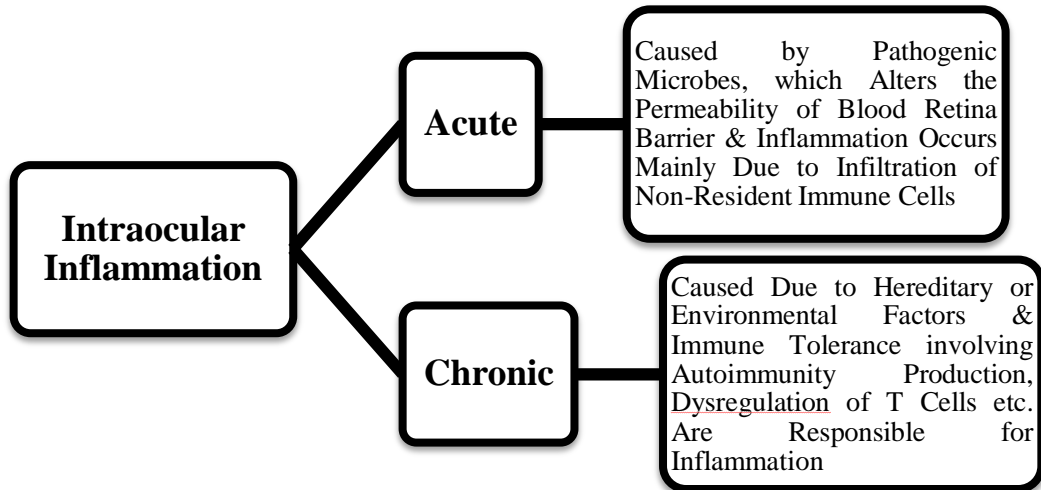 Intraocular
Inflammation
Acute
Caused by Pathogenic
Microbes, which Alters the
Permeability of Blood Retina
Barrier & Inflammation Occurs
Mainly Due to Infiltration of
Non-Resident Immune Cells
Chronic
Caused Due to Hereditary or
Environmental Factors &
Immune Tolerance involving
Autoimmunity Production,
Dysregulation of T Cells etc.
Are Responsible for
Inflammation